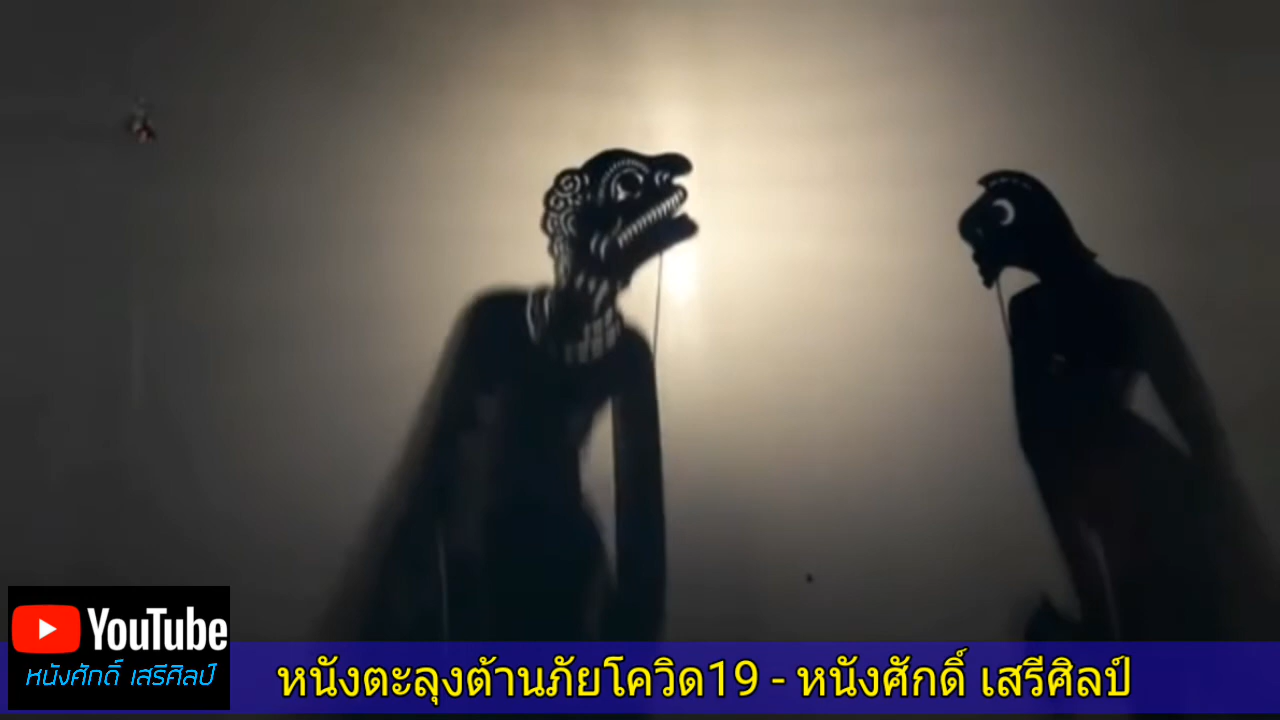 YouTube
หนังศักดิ์ เสรีศิลป์
หนังตะลุงต้านภัยโควิด19 - หนังศักดิ์ เสรีศิลป์